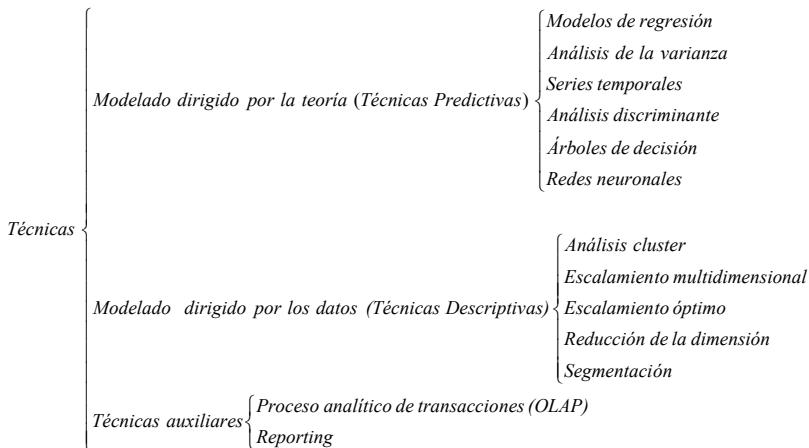 Técnicas
Modelado dirigido por la teoría (Técnicas Predictivas)
Modelos de regresión
Análisis de la varianza
Series temporales
Análisis discriminante
Árboles de decisión
Redes neuronales
Modelado dirigido por los datos (Técnicas Descriptivas)
Análisis cluster
Escalamiento multidimensional
Escalamiento óptimo
Reducción de la dimensión
Segmentación
Técnicas auxiliares
Proceso analítico de transacciones (OLAP)
Reporting